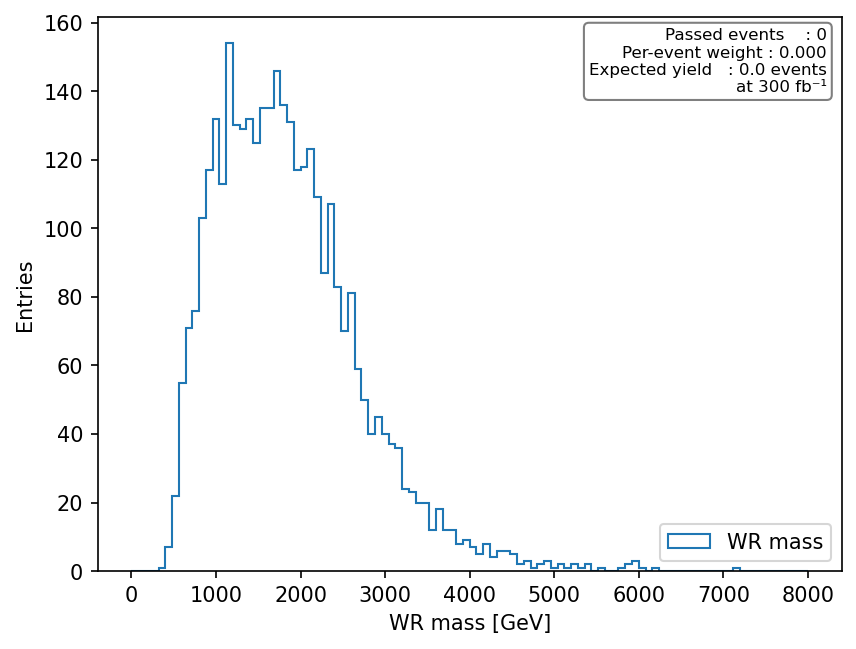 160
140
120
100
80
60
40
20
0
Entries
Passed events : 0
Per-event weight : 0.000
Expected yield : 0.0 events
at 300 fb⁻¹
WR mass
0 1000 2000 3000 4000 5000 6000 7000 8000
WR mass [GeV]